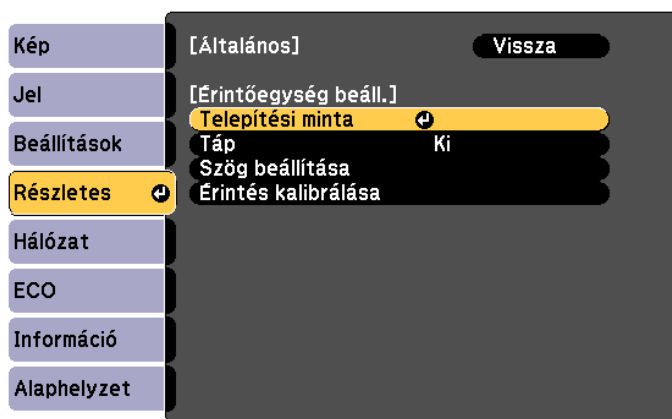 Kép
Jel
Beállítások
Részletes
Hálózat
ECO
Információ
Alaphelyzet
[Általános] Vissza
[Érintőegység beáll.]
Telepítési minta
Táp Ki
Szög beállítása
Érintés kalibrálása